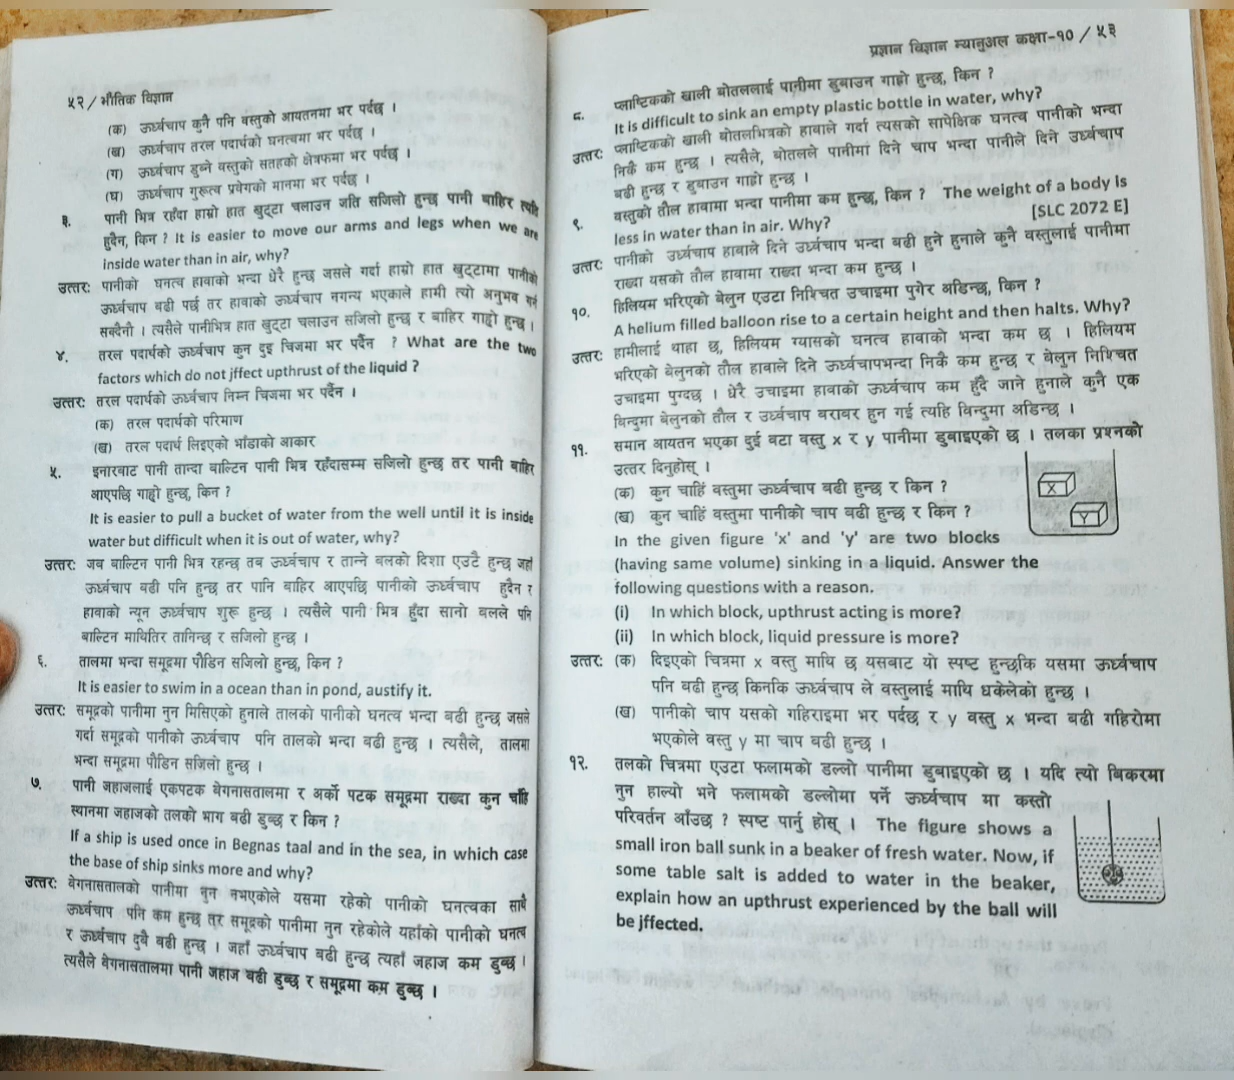 ५२ / भौतिक विज्ञान
(क) ऊर्ध्वचाप कुनै पनि वस्तुको आयतनमा भर पर्दछ ।
(ख) ऊर्ध्वचाप तरल पदार्थको घनत्वमा भर पर्दछ ।
(ग) ऊर्ध्वचाप डुब्ने वस्तुको सतहको क्षेत्रफमा भर पर्दछ ।
(घ) ऊर्ध्वचाप गुरूत्व प्रवेगको मानमा भर पर्दछ ।
३. पानी भित्र रहँदा हाम्रो हात खुट्टा चलाउन जति सजिलो हुन्छ पानी बाहिर त्यति
हुदैन, किन ? It is easier to move our arms and legs when we are
inside water than in air, why?
उत्तर: पानीको घनत्व हावाको भन्दा धेरै हुन्छ जसले गर्दा हाम्रो हात खुट्टामा पानीको
ऊर्ध्वचाप बढी पर्छ तर हावाको ऊर्ध्वचाप नगन्य भएकाले हामी त्यो अनुभव गर्न
सक्दैनौ । त्यसैले पानीभित्र हात खुट्टा चलाउन सजिलो हुन्छ र बाहिर गाह्रो हुन्छ ।
४. तरल पदार्थको ऊर्ध्वचाप कुन दुइ चिजमा भर पर्दैन ? What are the two
factors which do not jffect upthrust of the liquid ?
उत्तर: तरल पदार्थको ऊर्ध्वचाप निम्न चिजमा भर पर्दैन ।
(क) तरल पदार्थको परिमाण
(ख) तरल पदार्थ लिइएको भाँडाको आकार
५. इनारबाट पानी तान्दा बाल्टिन पानी भित्र रहँदासम्म सजिलो हुन्छ तर पानी बाहिर
आएपछि गाह्रो हुन्छ, किन ?
It is easier to pull a bucket of water from the well until it is inside
water but difficult when it is out of water, why?
उत्तर: जब बाल्टिन पानी भित्र रहन्छ तब ऊर्ध्वचाप र तान्ने बलको दिशा एउटै हुन्छ जहाँ
ऊर्ध्वचाप बढी पनि हुन्छ तर पानि बाहिर आएपछि पानीको ऊर्ध्वचाप हुदैन र
हावाको न्यून ऊर्ध्वचाप शुरू हुन्छ । त्यसैले पानी भित्र हुँदा सानो बलले पनि
बाल्टिन माथितिर तानिन्छ र सजिलो हुन्छ ।
६. तालमा भन्दा समूद्रमा पौडिन सजिलो हुन्छ, किन ?
It is easier to swim in a ocean than in pond, austify it.
उत्तर: समूद्रको पानीमा नुन मिसिएको हुनाले तालको पानीको घनत्व भन्दा बढी हुन्छ जसले
गर्दा समूद्रको पानीको ऊर्ध्वचाप पनि तालको भन्दा बढी हुन्छ । त्यसैले, तालमा
भन्दा समूद्रमा पौडिन सजिलो हुन्छ ।
७. पानी जहाजलाई एकपटक बेगनासतालमा र अर्को पटक समूद्रमा राख्दा कुन चाँहि
स्थानमा जहाजको तलको भाग बढी डुब्छ र किन ?
If a ship is used once in Begnas taal and in the sea, in which case
the base of ship sinks more and why?
उत्तर: बेगनासतालको पानीमा नुन नभएकोले यसमा रहेको पानीको घनत्वका साथै
ऊर्ध्वचाप पनि कम हुन्छ तर समूद्रको पानीमा नुन रहेकोले यहाँको पानीको घनत्व
र ऊर्ध्वचाप दुबै बढी हुन्छ । जहाँ ऊर्ध्वचाप बढी हुन्छ त्यहाँ जहाज कम डुब्छ ।
त्यसैले बेगनासतालमा पानी जहाज बढी डुब्छ र समूद्रमा कम डुब्छ ।
प्रज्ञान विज्ञान म्यानुअल कक्षा-१० / ५३
८. प्लाष्टिकको खाली बोतललाई पानीमा डुबाउन गाह्रो हुन्छ, किन ?
It is difficult to sink an empty plastic bottle in water, why?
उत्तर: प्लाष्टिकको खाली बोतलभित्रको हावाले गर्दा त्यसको सापेक्षिक घनत्व पानीको भन्दा
निकै कम हुन्छ । त्यसैले, बोतलले पानीमा दिने चाप भन्दा पानीले दिने उर्ध्वचाप
बढी हुन्छ र डुबाउन गाह्रो हुन्छ ।
९. वस्तुको तौल हावामा भन्दा पानीमा कम हुन्छ, किन ? The weight of a body is
less in water than in air. Why? [SLC 2072 E]
उत्तर: पानीको उर्ध्वचाप हावाले दिने उर्ध्वचाप भन्दा बढी हुने हुनाले कुनै वस्तुलाई पानीमा
राख्दा यसको तौल हावामा राख्दा भन्दा कम हुन्छ ।
१०. हिलियम भरिएको बेलुन एउटा निश्चित उचाइमा पुगेर अडिन्छ, किन ?
A helium filled balloon rise to a certain height and then halts. Why?
उत्तर: हामीलाई थाहा छ, हिलियम ग्यासको घनत्व हावाको भन्दा कम छ । हिलियम
भरिएको बेलुनको तौल हावाले दिने ऊर्ध्वचापभन्दा निकै कम हुन्छ र बेलुन निश्चित
उचाइमा पुग्दछ । धेरै उचाइमा हावाको ऊर्ध्वचाप कम हुँदै जाने हुनाले कुनै एक
बिन्दुमा बेलुनको तौल र उर्ध्वचाप बराबर हुन गई त्यहि बिन्दुमा अडिन्छ ।
११. समान आयतन भएका दुई वटा वस्तु x र y पानीमा डुबाइएको छ । तलका प्रश्नको
उत्तर दिनुहोस् ।
(क) कुन चाहिं वस्तुमा ऊर्ध्वचाप बढी हुन्छ र किन ?
(ख) कुन चाहिं वस्तुमा पानीको चाप बढी हुन्छ र किन ?
X
Y
In the given figure 'x' and 'y' are two blocks
(having same volume) sinking in a liquid. Answer the
following questions with a reason.
(i) In which block, upthrust acting is more?
(ii) In which block, liquid pressure is more?
उत्तर: (क) दिइएको चित्रमा x वस्तु माथि छ यसबाट यो स्पष्ट हुन्छकि यसमा ऊर्ध्वचाप
पनि बढी हुन्छ किनकि ऊर्ध्वचाप ले वस्तुलाई माथि धकेलेको हुन्छ ।
(ख) पानीको चाप यसको गहिराइमा भर पर्दछ र y वस्तु x भन्दा बढी गहिरोमा
भएकोले वस्तु y मा चाप बढी हुन्छ ।
१२. तलको चित्रमा एउटा फलामको डल्लो पानीमा डुबाइएको छ । यदि त्यो बिकरमा
नुन हाल्यो भने फलामको डल्लोमा पर्ने ऊर्ध्वचाप मा कस्तो
परिवर्तन आँउछ ? स्पष्ट पार्नु होस् The figure shows a
small iron ball sunk in a beaker of fresh water. Now, if
some table salt is added to water in the beaker,
explain how an upthrust experienced by the ball will
be jffected.